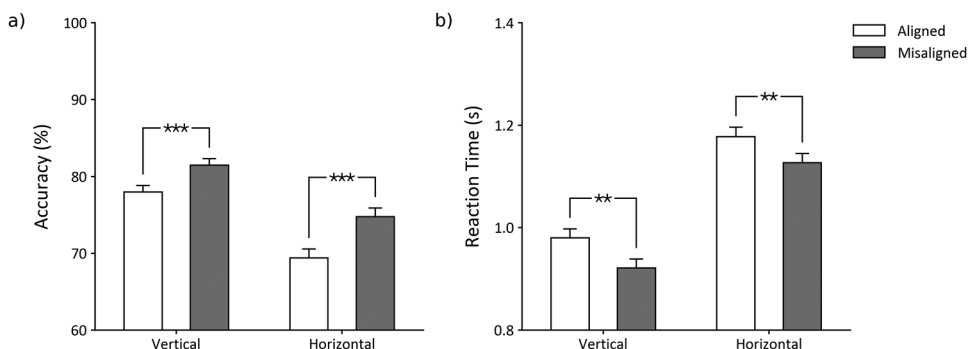 a)
Accuracy (%)
100
90
80
70
60
***
***
Vertical
Horizontal
b)
Reaction Time (s)
1.4
1.2
1.0
0.8
**
**
Vertical
Horizontal
Aligned
Misaligned